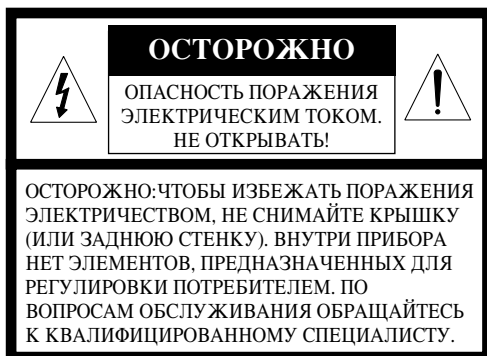 ОСТОРОЖНО
ОПАСНОСТЬ ПОРАЖЕНИЯ
ЭЛЕКТРИЧЕСКИМ ТОКОМ.
НЕ ОТКРЫВАТЬ!
ОСТОРОЖНО:ЧТОБЫ ИЗБЕЖАТЬ ПОРАЖЕНИЯ
ЭЛЕКТРИЧЕСТВОМ, НЕ СНИМАЙТЕ КРЫШКУ
(ИЛИ ЗАДНЮЮ СТЕНКУ). ВНУТРИ ПРИБОРА
НЕТ ЭЛЕМЕНТОВ, ПРЕДНАЗНАЧЕННЫХ ДЛЯ
РЕГУЛИРОВКИ ПОТРЕБИТЕЛЕМ. ПО
ВОПРОСАМ ОБСЛУЖИВАНИЯ ОБРАЩАЙТЕСЬ
К КВАЛИФИЦИРОВАННОМУ СПЕЦИАЛИСТУ.